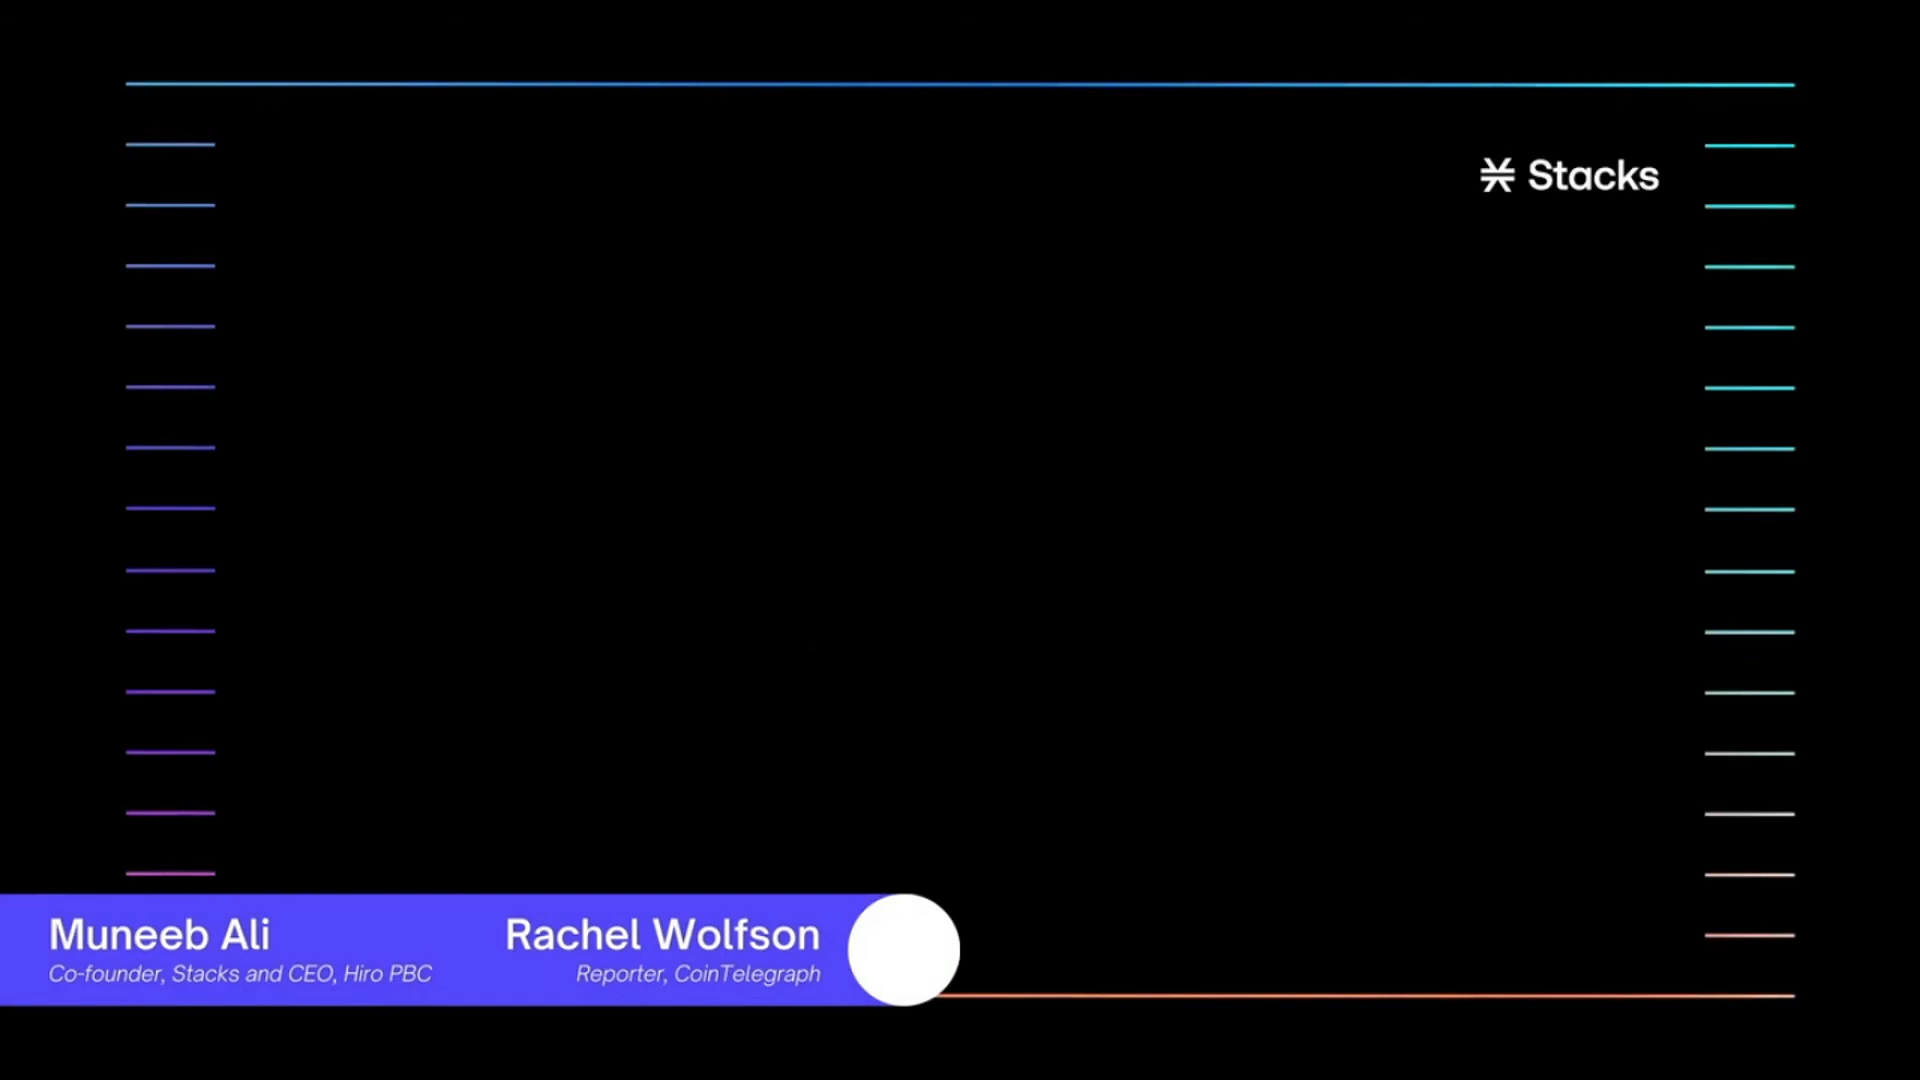 Stacks
Muneeb Ali
Co-founder, Stacks and CEO, Hiro PBC
Rachel Wolfson
Reporter, CoinTelegraph